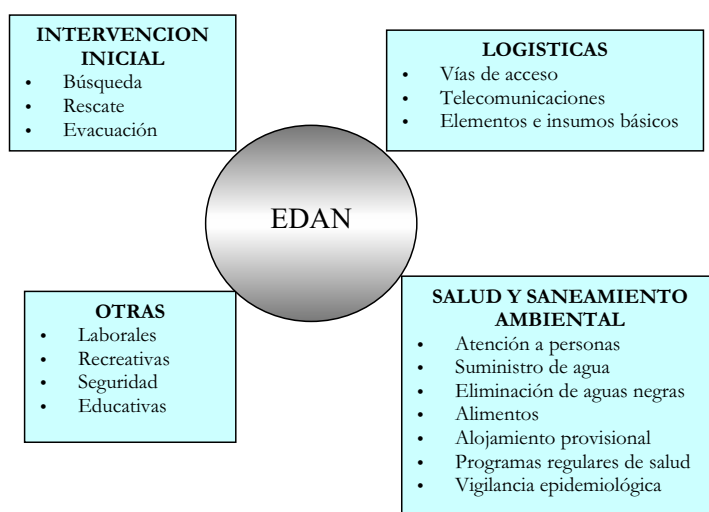 INTERVENCION
INICIAL
• Búsqueda
• Rescate
• Evacuación
LOGISTICAS
• Vías de acceso
• Telecomunicaciones
• Elementos e insumos básicos
EDAN
OTRAS
• Laborales
• Recreativas
• Seguridad
• Educativas
SALUD Y SANEAMIENTO
AMBIENTAL
• Atención a personas
• Suministro de agua
• Eliminación de aguas negras
• Alimentos
• Alojamiento provisional
• Programas regulares de salud
• Vigilancia epidemiológica